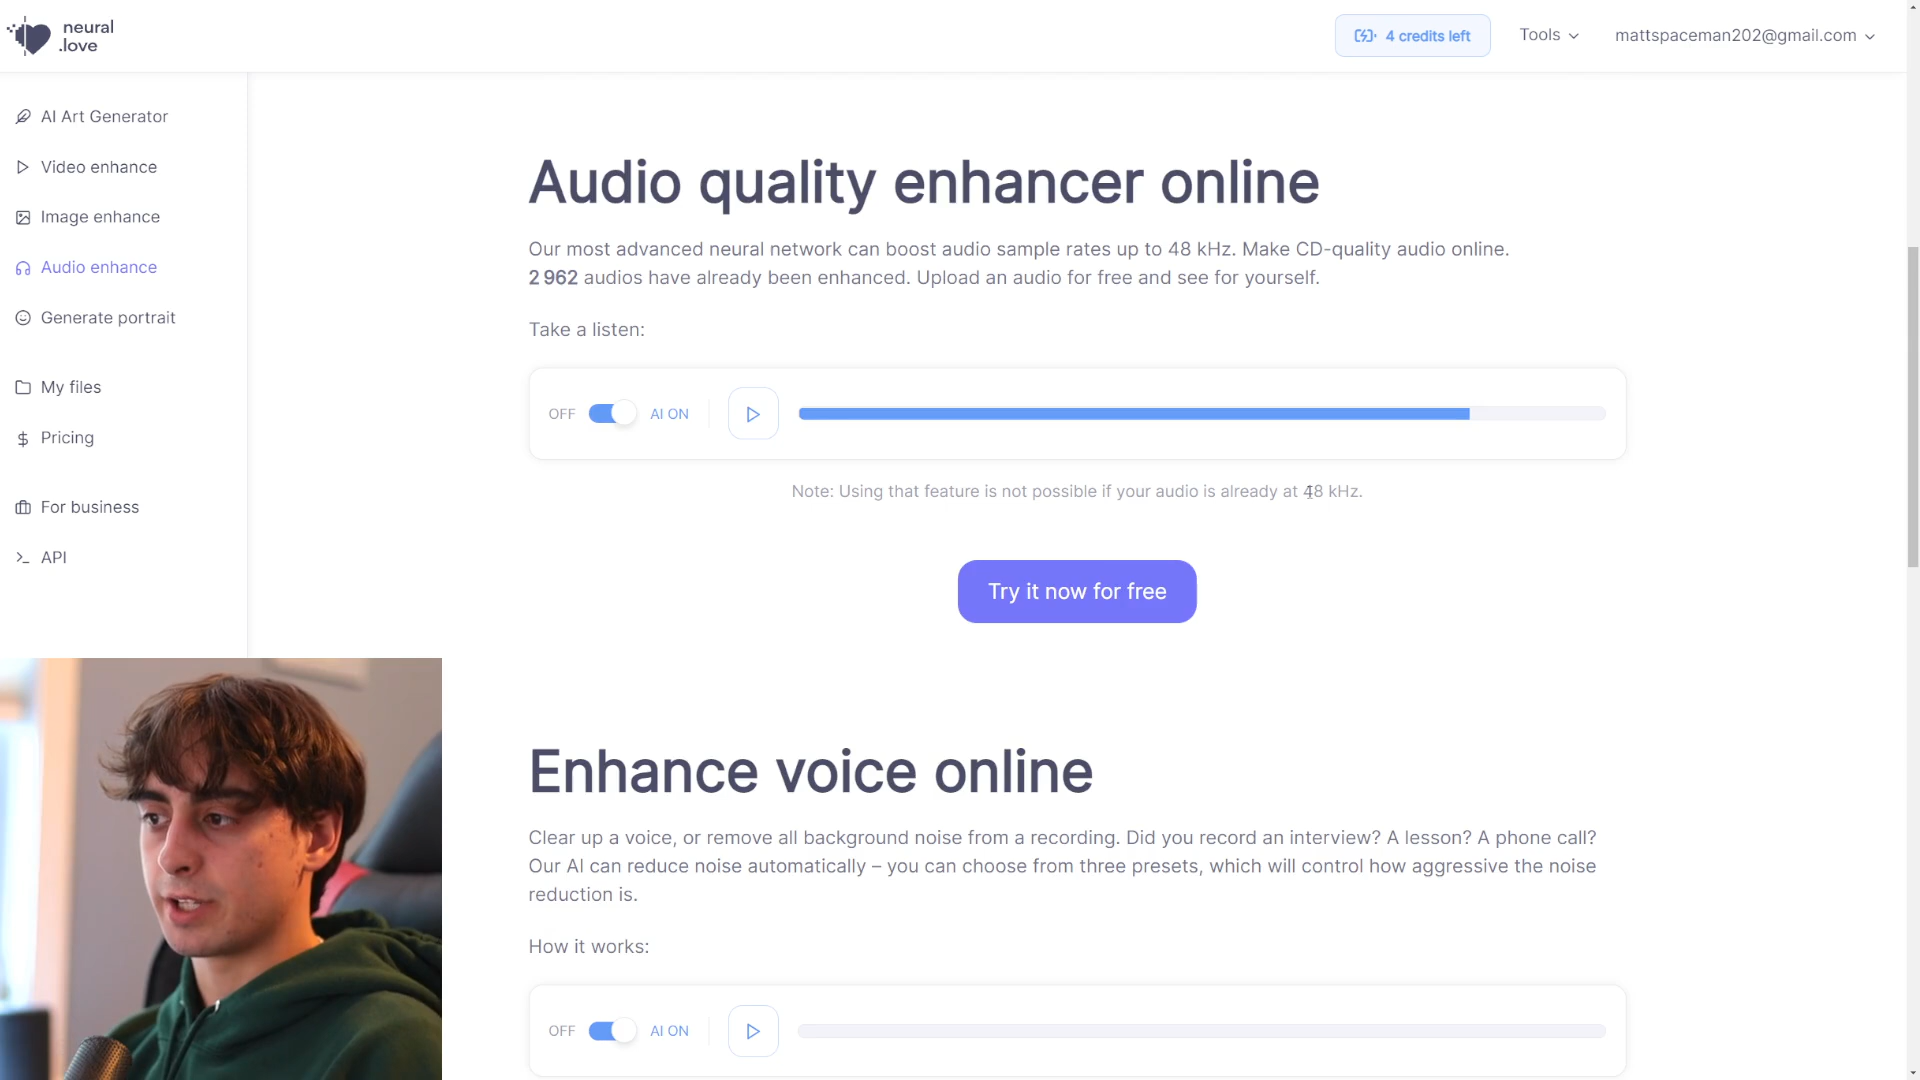 neural
.love
4 credits left
Tools
mattspaceman202@gmail.com
AI Art Generator
Video enhance
Image enhance
Audio enhance
Generate portrait
My files
Pricing
For business
API
Audio quality enhancer online
Our most advanced neural network can boost audio sample rates up to 48 kHz. Make CD-quality audio online.
2 962 audios have already been enhanced. Upload an audio for free and see for yourself.
Take a listen:
OFF AI ON
Note: Using that feature is not possible if your audio is already at 48 kHz.
Try it now for free
Enhance voice online
Clear up a voice, or remove all background noise from a recording. Did you record an interview? A lesson? A phone call?
Our AI can reduce noise automatically – you can choose from three presets, which will control how aggressive the noise
reduction is.
How it works:
OFF AI ON